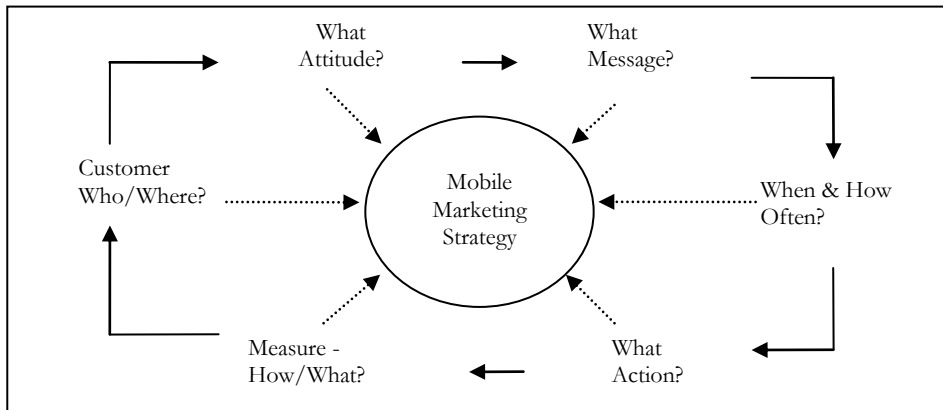 What
Attitude?
What
Message?
Customer
Who/Where?
Mobile
Marketing
Strategy
When & How
Often?
Measure -
How/What?
What
Action?